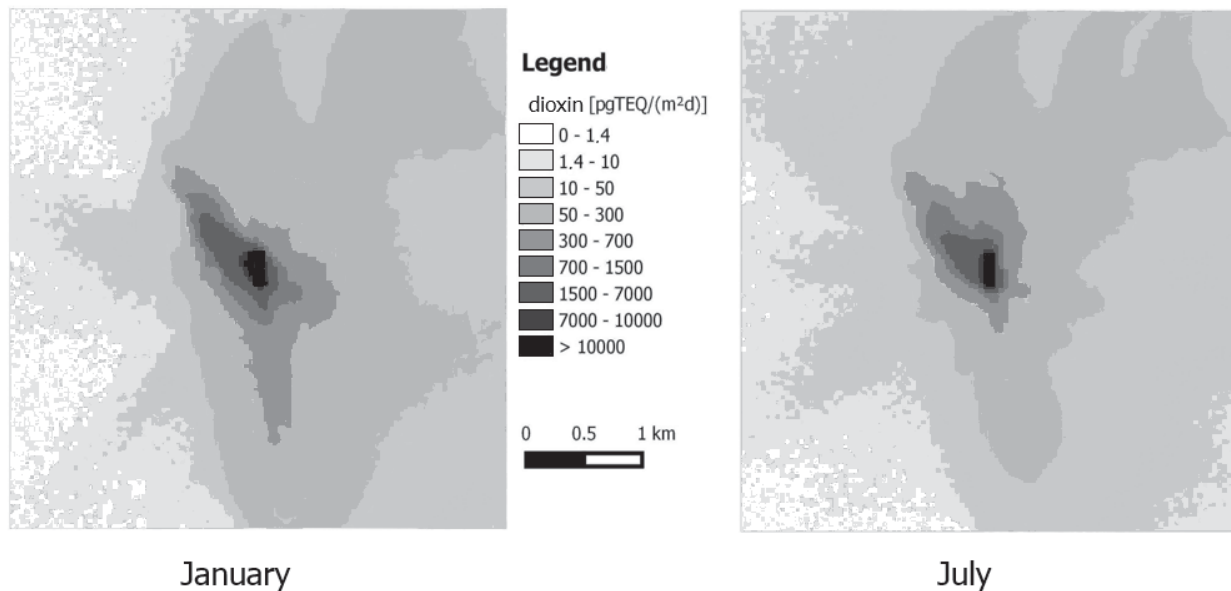 Legend
dioxin [pgTEQ/(m²d)]
0 - 1.4
1.4 - 10
10 - 50
50 - 300
300 - 700
700 - 1500
1500 - 7000
7000 - 10000
> 10000
0 0.5 1 km
January July